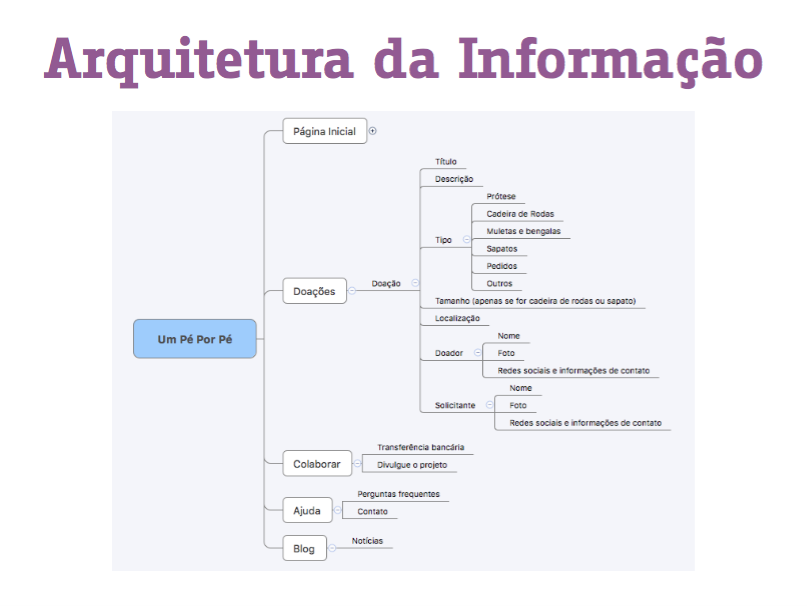 Arquitetura da Informação
Página Inicial
Título
Descrição
Prótese
Cadeira de Rodas
Muletas e bengalas
Tipo
Sapatos
Pedidos
Outros
Doações
Doação
Tamanho (apenas se for cadeira de rodas ou sapato)
Localização
Um Pé Por Pé
Nome
Doador
Foto
Redes sociais e informações de contato
Nome
Solicitante
Foto
Redes sociais e informações de contato
Colaborar
Transferência bancária
Divulgue o projeto
Ajuda
Perguntas frequentes
Contato
Blog
Notícias